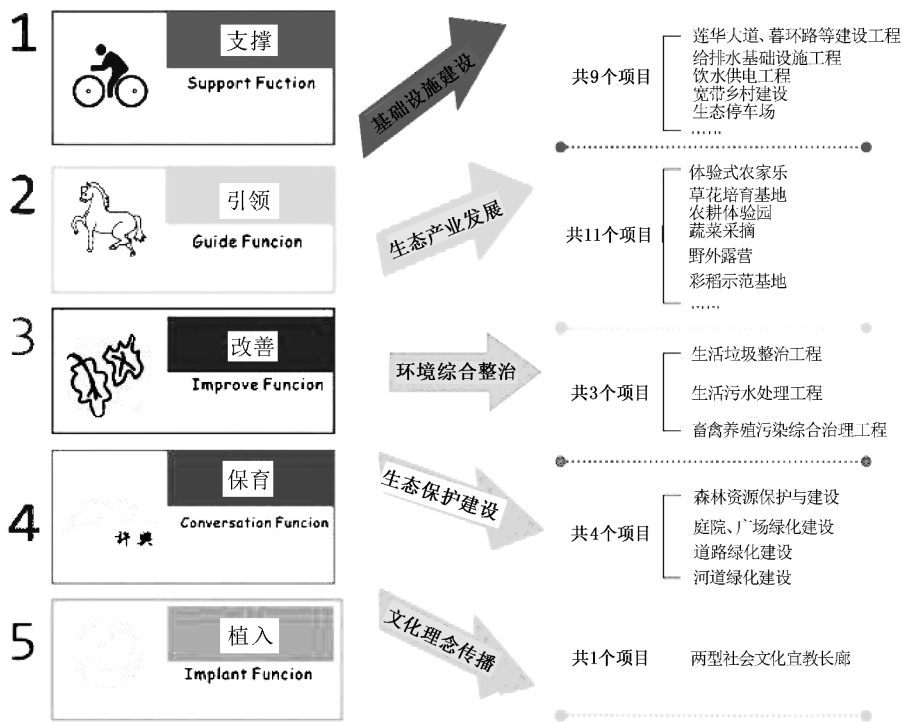 1
支撑
Support Fuction
基础设施建设
共9个项目
莲华大道、暮环路等建设工程
给排水基础设施工程
饮水供电工程
宽带乡村建设
生态停车场
……
2
引领
Guide Funcion
生态产业发展
共11个项目
体验式农家乐
草花培育基地
农耕体验园
蔬菜采摘
野外露营
彩稻示范基地
……
3
改善
Improve Funcion
环境综合整治
共3个项目
生活垃圾整治工程
生活污水处理工程
畜禽养殖污染综合治理工程
4
保育
Conversation Funcion
生态保护建设
共4个项目
森林资源保护与建设
庭院、广场绿化建设
道路绿化建设
河道绿化建设
5
植入
Implant Funcion
文化理念传播
共1个项目
两型社会文化宣教长廊